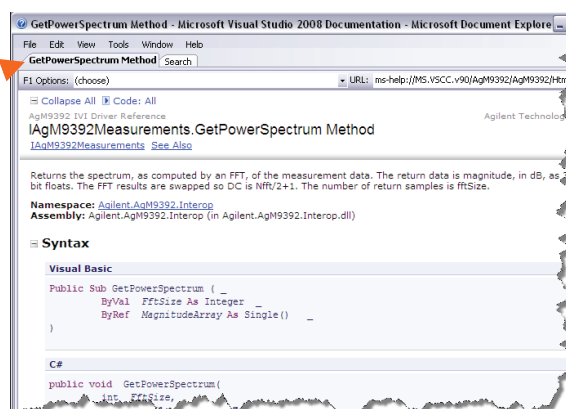 GetPowerSpectrum Method - Microsoft Visual Studio 2008 Documentation - Microsoft Document Explore
File Edit View Tools Window Help
GetPowerSpectrum Method Search
F1 Options: (choose) URL: ms-help://MS.VSCC.v90/AgM9392/AgM9392/Htm
Collapse All Code: All
AgM9392 IVI Driver Reference Agilent Technolog
IAgM9392Measurements.GetPowerSpectrum Method
IAgM9392Measurements See Also
Returns the spectrum, as computed by an FFT, of the measurement data. The return data is magnitude, in dB, as
bit floats. The FFT results are swapped so DC is Nfft/2+1. The number of return samples is fftSize.
Namespace: Agilent.AgM9392.Interop
Assembly: Agilent.AgM9392.Interop (in Agilent.AgM9392.Interop.dll)
Syntax
Visual Basic
Public Sub GetPowerSpectrum ( _
ByVal FftSize As Integer _
ByRef MagnitudeArray As Single() _
)
C#
public void GetPowerSpectrum(
int FftSize,